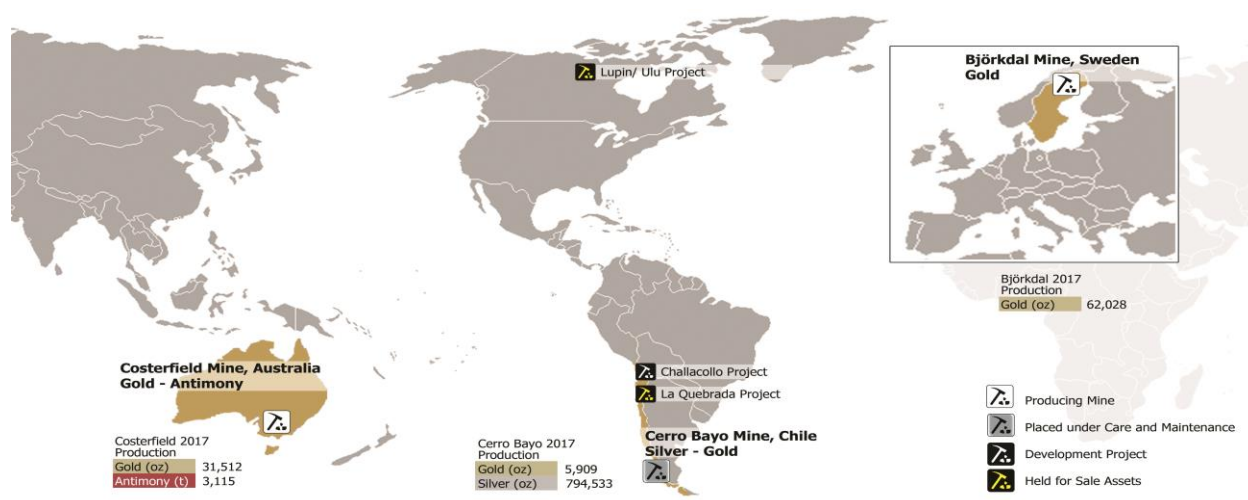 Lupin/ Ulu Project
Björkdal Mine, Sweden
Gold
Björkdal 2017
Production
Gold (oz) 62,028
Costerfield Mine, Australia
Gold - Antimony
Costerfield 2017
Production
Gold (oz) 31,512
Antimony (t) 3,115
Challacollo Project
La Quebrada Project
Cerro Bayo Mine, Chile
Silver - Gold
Cerro Bayo 2017
Production
Gold (oz) 5,909
Silver (oz) 794,533
Producing Mine
Placed under Care and Maintenance
Development Project
Held for Sale Assets